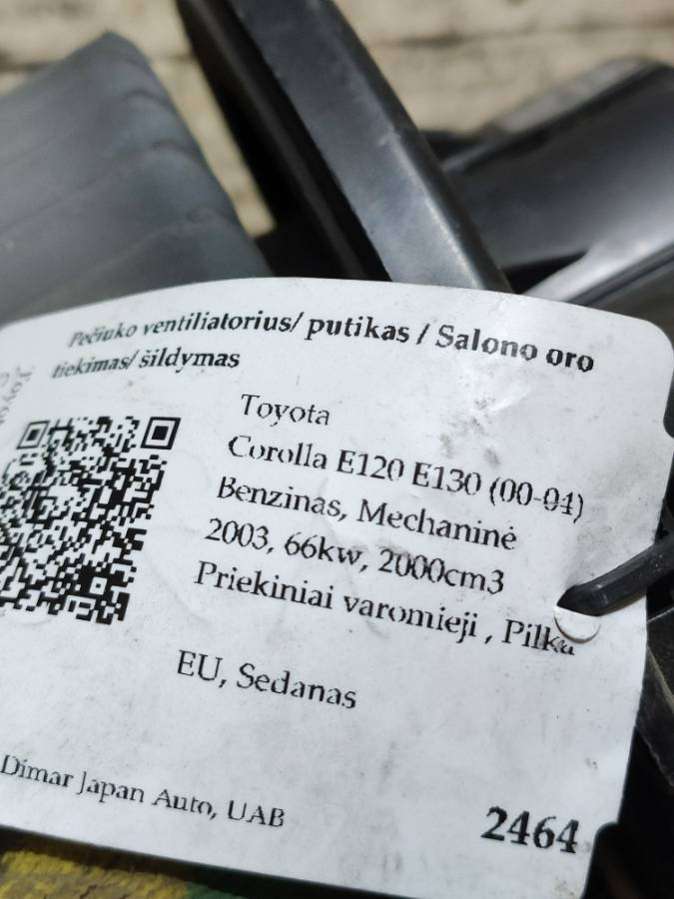 Pečiuko ventiliatorius/ putikas / Salono oro
tiekimas/ šildymas
Toyota
Corolla E120 E130 (00-04)
Benzinas, Mechaninė
2003, 66kw, 2000cm3
Priekiniai varomieji , Pilka
EU, Sedanas
Dimar Japan Auto, UAB
2464